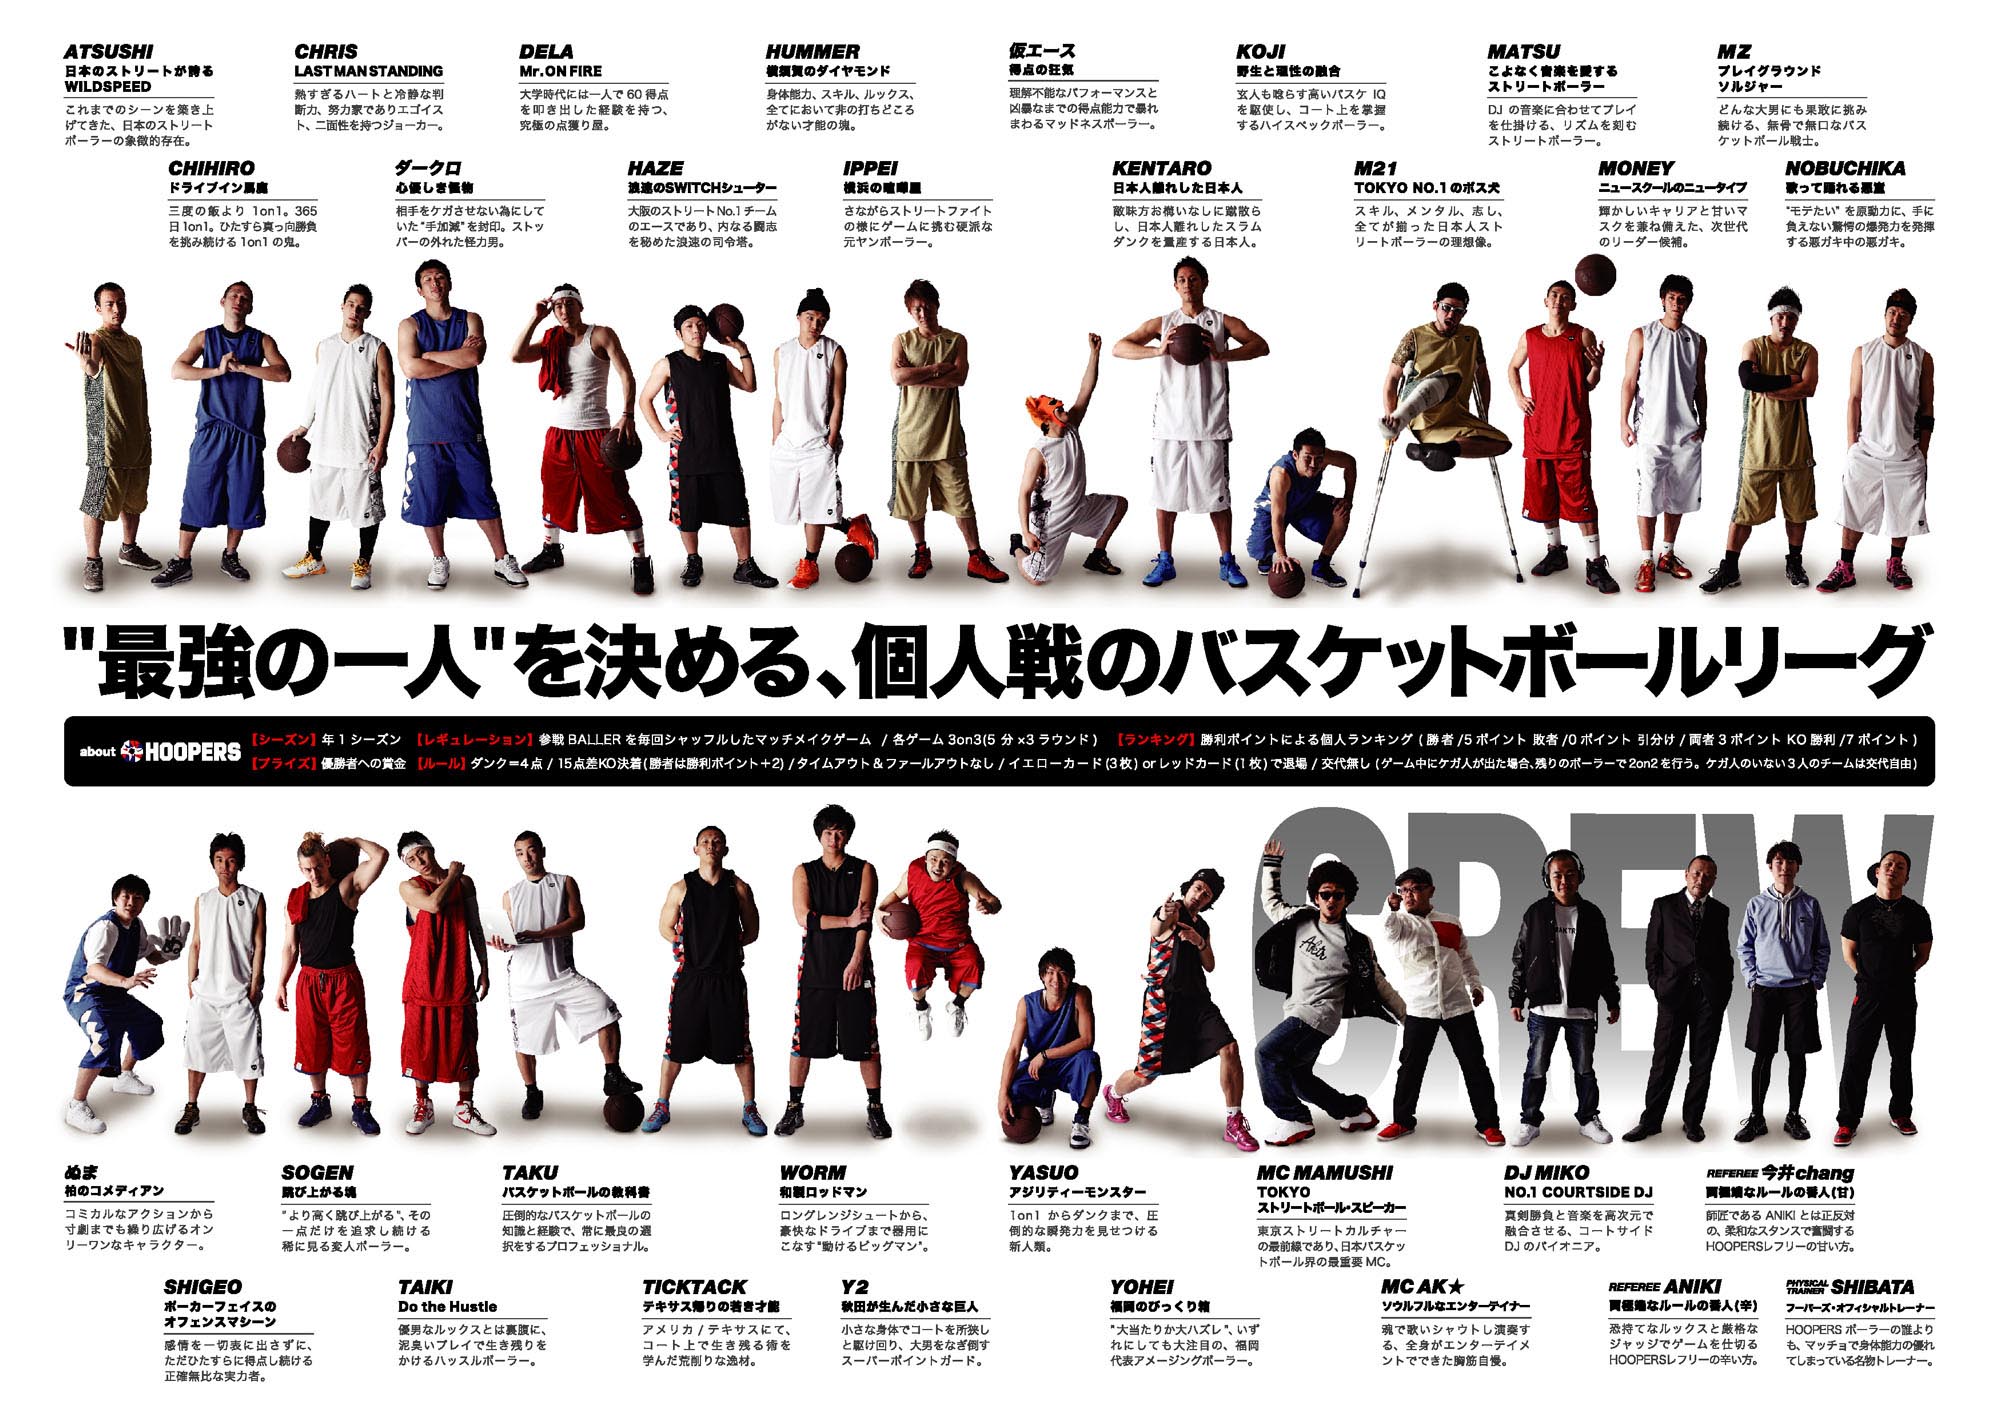 ATSUSHI
日本のストリートが誇る
WILDSPEED
これまでのシーンを築き上
げてきた、日本のストリート
ボーラーの象徴的存在。
CHRIS
LAST MAN STANDING
熱すぎるハートと冷静な判
断力、努力家でありエゴイス
ト、二面性を持つジョーカー。
DELA
Mr. ON FIRE
大学時代には一人で 60 得点
を叩き出した経験を持つ、
究極の点獲り屋。
HUMMER
横須賀のダイヤモンド
身体能力、スキル、ルックス、
全てにおいて非の打ちどころ
がない才能の塊。
仮エース
得点の狂気
理解不能なパフォーマンスと
凶暴なまでの得点能力で暴れ
まわるマッドネスボーラー。
KOJI
野生と理性の融合
玄人も唸らす高いバスケ IQ
を駆使し、コート上を掌握
するハイスペックボーラー。
MATSU
こよなく音楽を愛する
ストリートボーラー
DJ の音楽に合わせてプレイ
を仕掛ける、リズムを刻む
ストリートボーラー。
MZ
プレイグラウンド
ソルジャー
どんな大男にも果敢に挑み
続ける、無骨で無口なバス
ケットボール戦士。
CHIHIRO
ドライブイン馬鹿
三度の飯より 1on1。365
日 1on1。ひたすら真っ向勝負
を挑み続ける 1on1 の鬼。
ダークロ
心優しき怪物
相手をケガさせない為にして
いた"手加減"を封印。ストッ
パーの外れた怪力男。
HAZE
浪速のSWITCHシューター
大阪のストリート No.1 チーム
のエースであり、内なる闘志
を秘めた浪速の司令塔。
IPPEI
横浜の喧嘩屋
さながらストリートファイト
の様にゲームに挑む硬派な
元ヤンボーラー。
KENTARO
日本人離れした日本人
敵味方お構いなしに蹴散ら
し、日本人離れしたスラム
ダンクを量産する日本人。
M21
TOKYO NO.1のボス犬
スキル、メンタル、志し、
全てが揃った日本人スト
リートボーラーの理想像。
MONEY
ニュースクールのニュータイプ
輝かしいキャリアと甘いマ
スクを兼ね備えた、次世代
のリーダー候補。
NOBUCHIKA
歌って踊れる悪童
"モテたい" を原動力に、手に
負えない驚愕の爆発力を発揮
する悪ガキ中の悪ガキ。
"最強の一人"を決める、個人戦のバスケットボールリーグ
about HOOPERS
【シーズン】年 1 シーズン 【レギュレーション】参戦 BALLER を毎回シャッフルしたマッチメイクゲーム / 各ゲーム 3on3(5 分 ×3 ラウンド) 【ランキング】勝利ポイントによる個人ランキング ( 勝者 /5 ポイント 敗者 /0 ポイント 引分け / 両者 3 ポイント KO 勝利 /7 ポイント )
【プライズ】優勝者への賞金 【ルール】ダンク＝4 点 / 15点差KO決着(勝者は勝利ポイント＋2) /タイムアウト＆ファールアウトなし / イエローカード (3 枚) or レッドカード (1 枚) で退場 / 交代無し (ゲーム中にケガ人が出た場合、残りのボーラーで 2on2 を行う。ケガ人のいない 3 人のチームは交代自由)
CREW
ぬま
柏のコメディアン
コミカルなアクションから
寸劇までも繰り広げるオン
リーワンなキャラクター。
SOGEN
跳び上がる塊
"より高く跳び上がる"、その
一点だけを追求し続ける
稀に見る変人ボーラー。
TAKU
バスケットボールの教科書
圧倒的なバスケットボールの
知識と経験で、常に最良の選
択をするプロフェッショナル。
WORM
和製ロッドマン
ロングレンジシュートから、
豪快なドライブまで器用に
こなす"動けるビッグマン"。
YASUO
アジリティーモンスター
1on1 からダンクまで、圧
倒的な瞬発力を見せつける
新人類。
MC MAMUSHI
TOKYO
ストリートボール・スピーカー
東京ストリートカルチャー
の最前線であり、日本バスケッ
トボール界の最重要 MC。
DJ MIKO
NO.1 COURTSIDE DJ
真剣勝負と音楽を高次元で
融合させる、コートサイド
DJ のパイオニア。
REFEREE 今井chang
両極端なルールの番人(甘)
師匠である ANIKI とは正反対
の、柔和なスタンスで奮闘する
HOOPERSレフリーの甘い方。
SHIGEO
ポーカーフェイスの
オフェンスマシーン
感情を一切表に出さずに、
ただひたすらに得点し続ける
正確無比な実力者。
TAIKI
Do the Hustle
優男なルックスとは裏腹に、
泥臭いプレイで生き残りを
かけるハッスルボーラー。
TICKTACK
テキサス帰りの若き才能
アメリカ / テキサスにて、
コート上で生き残る術を
学んだ荒削りな逸材。
Y2
秋田が生んだ小さな巨人
小さな身体でコートを所狭し
と駆け回り、大男をなぎ倒す
スーパーポイントガード。
YOHEI
福岡のびっくり箱
"大当たりか大ハズレ"、いず
れにしても大注目の、福岡
代表アメージングボーラー。
MC AK★
ソウルフルなエンターテイナー
魂で歌いシャウトし演奏す
る、全身がエンターテイメ
ントでできた胸筋自慢。
REFEREE ANIKI
両極端なルールの番人(辛)
恐持てなルックスと厳格な
ジャッジでゲームを仕切る
HOOPERSレフリーの辛い方。
PHYSICAL TRAINER SHIBATA
フーパーズ・オフィシャルトレーナー
HOOPERS ボーラーの誰より
も、マッチョで身体能力の優れ
てしまっている名物トレーナー。